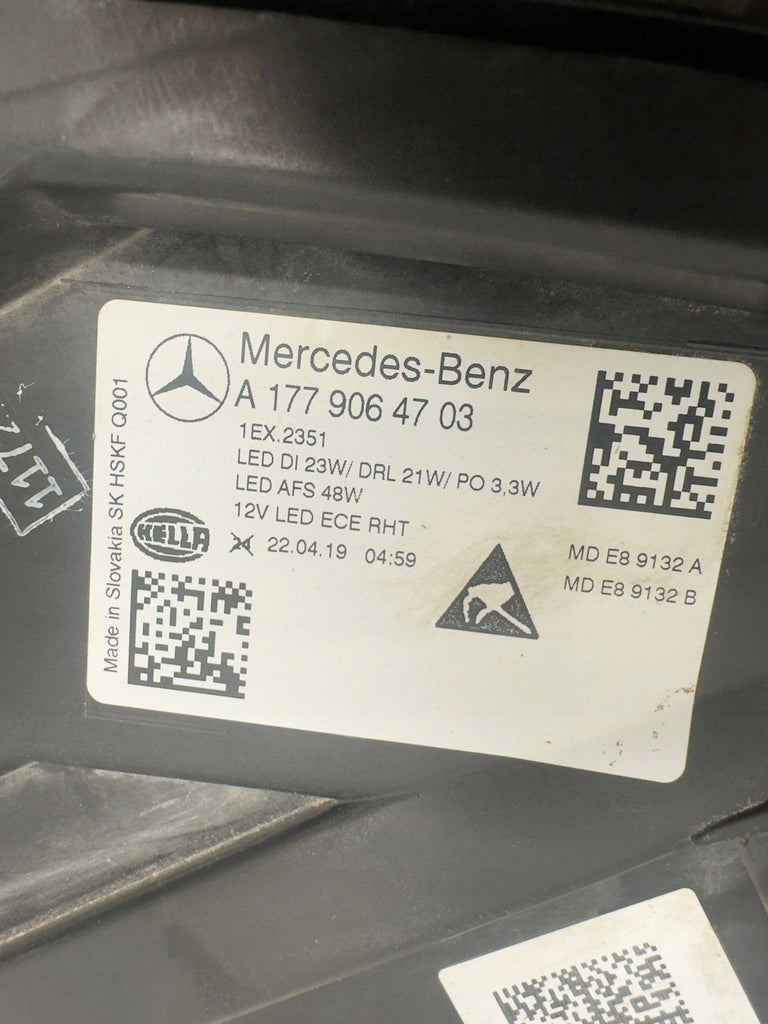 Mercedes-Benz
A 177 906 47 03
1EX.2351
LED DI 23W/ DRL 21W/ PO 3,3W
LED AFS 48W
12V LED ECE RHT
HELLA
22.04.19 04:59
MD E8 9132 A
MD E8 9132 B
Made in Slovakia SK HSKF Q001
1172